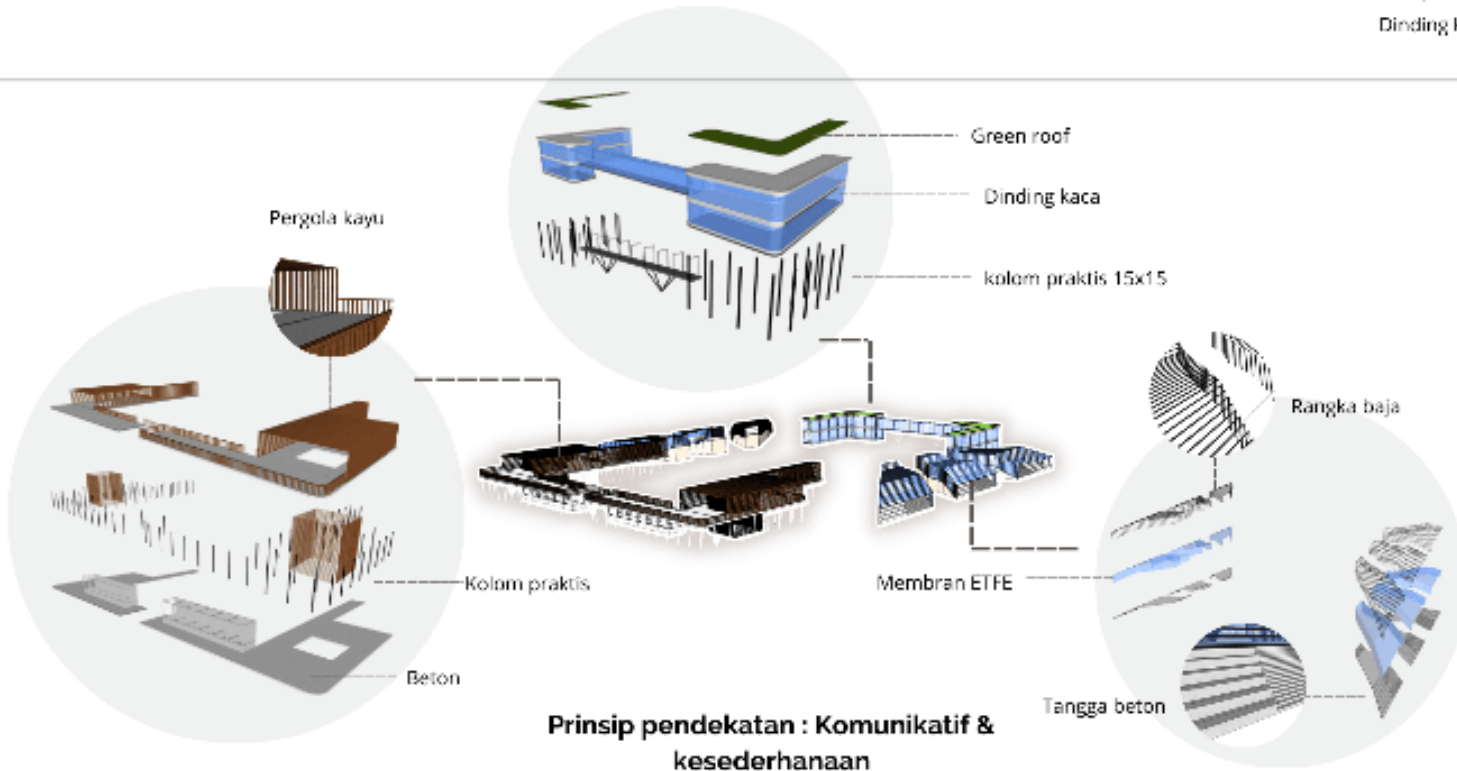 Dinding
Green roof
Dinding kaca
Pergola kayu
kolom praktis 15x15
Rangka baja
Kolom praktis
Membran ETFE
Beton
Tangga beton
Prinsip pendekatan : Komunikatif &
kesederhanaan